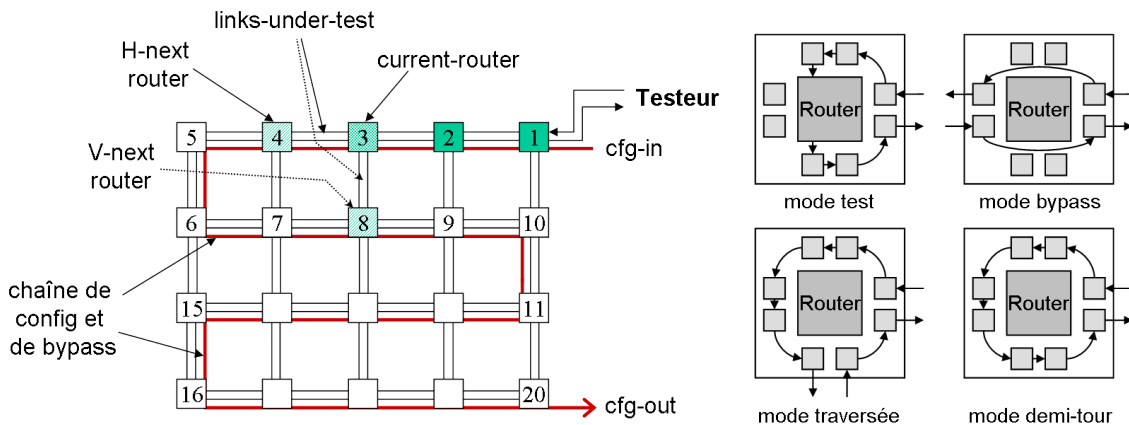 links-under-test
H-next
router
current-router
Testeur
5
4
3
2
1
cfg-in
V-next
router
6
7
8
9
10
chaîne de
config et
de bypass
15
11
16
20
cfg-out
Router
mode test
Router
mode bypass
Router
mode traversée
Router
mode demi-tour